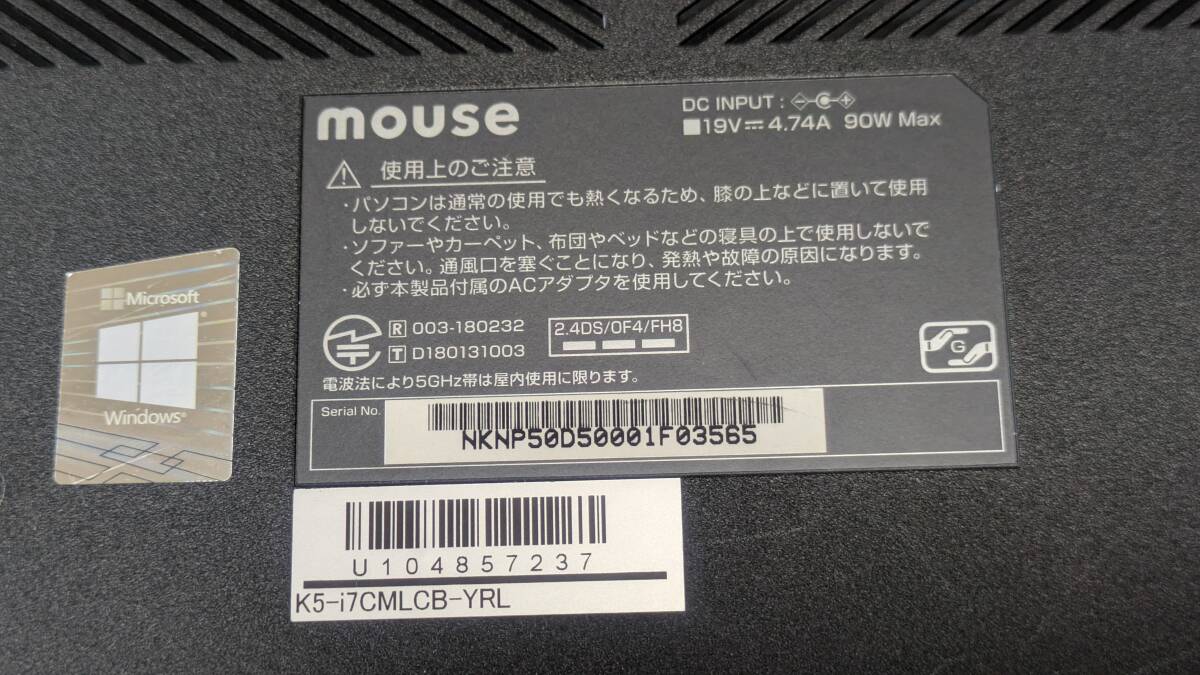 mouse
DC INPUT :
■19V 4.74A 90W Max
使用上のご注意
・パソコンは通常の使用でも熱くなるため、膝の上などに置いて使用
しないでください。
・ソファーやカーペット、布団やベッドなどの寝具の上で使用しないで
ください。通風口を塞ぐことになり、発熱や故障の原因になります。
・必ず本製品付属のACアダプタを使用してください。
R 003-180232
T D180131003
2.4DS/OF4/FH8
G
電波法により5GHz帯は屋内使用に限ります。
Serial No.
NKNP50D50001F03565
Microsoft
Windows®
U104857237
K5-i7CMLCB-YRL